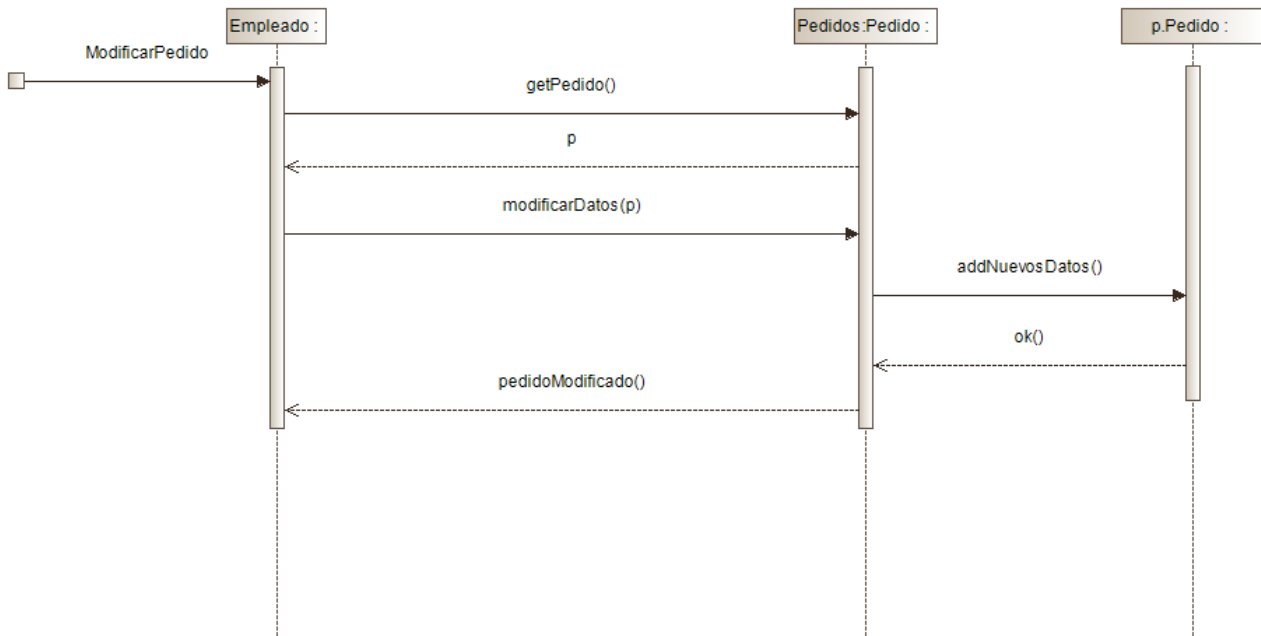 Empleado :
Pedidos:Pedido :
p.Pedido :
ModificarPedido
getPedido()
p
modificarDatos(p)
addNuevosDatos()
ok()
pedidoModificado()